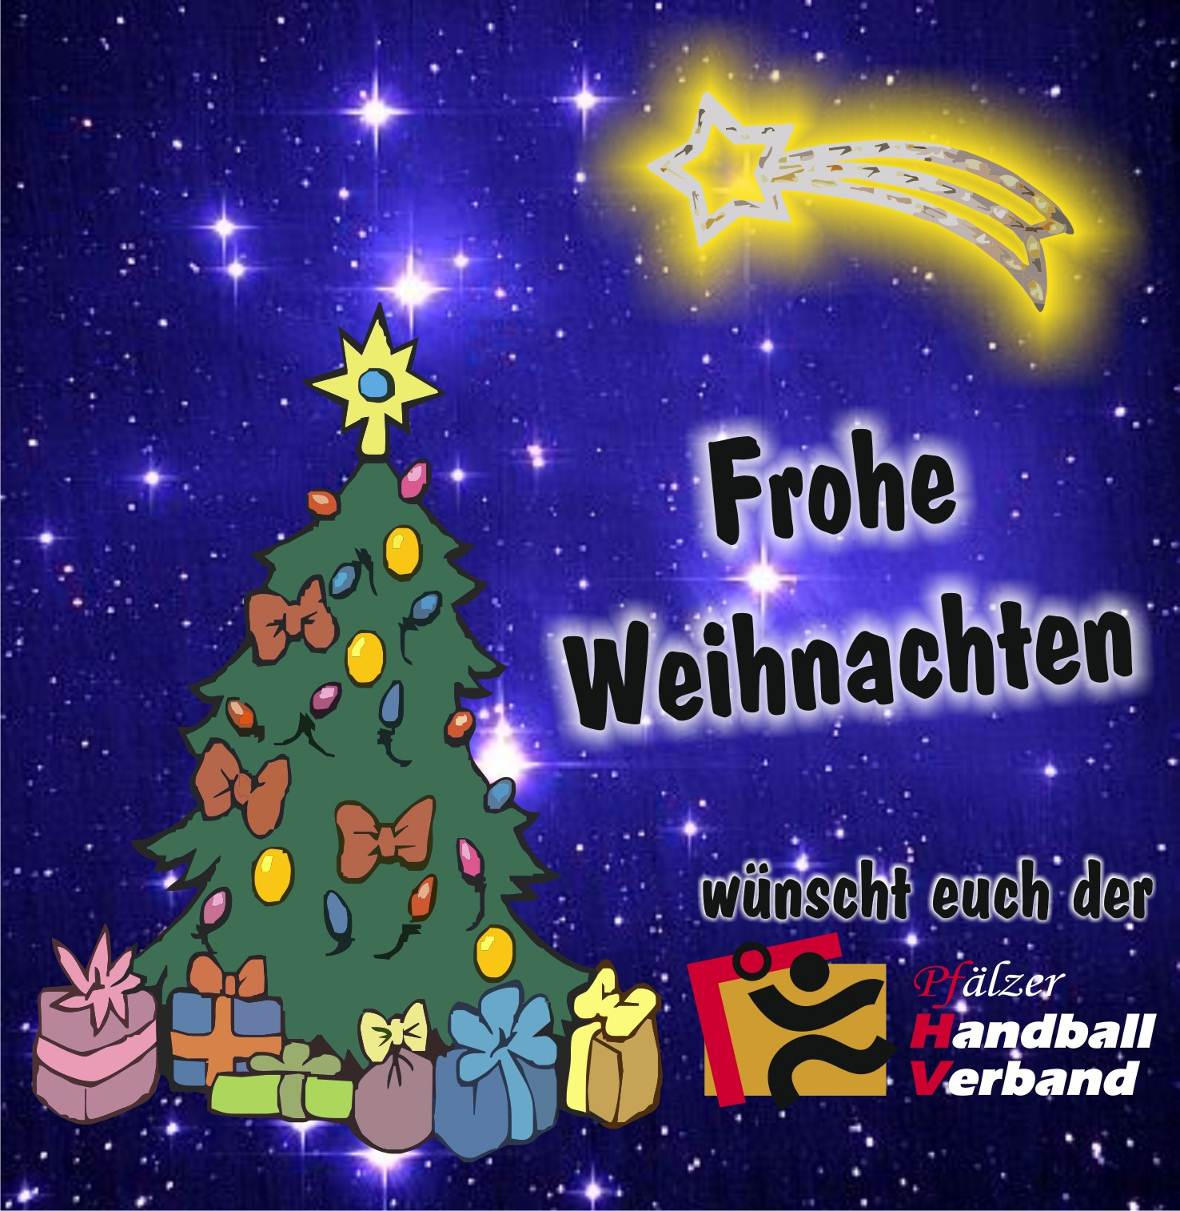 Frohe
Weihnachten
wünscht euch der
Pfälzer
Handball
Verband